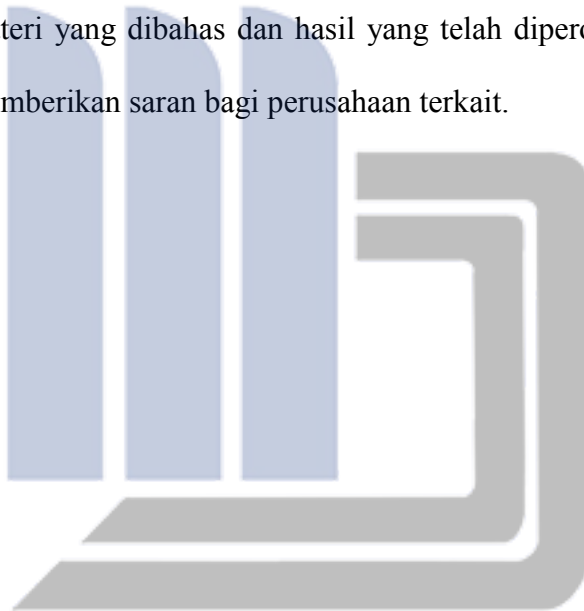 teri yang dibahas dan hasil yang telah dipero
mberikan saran bagi perusahaan terkait.